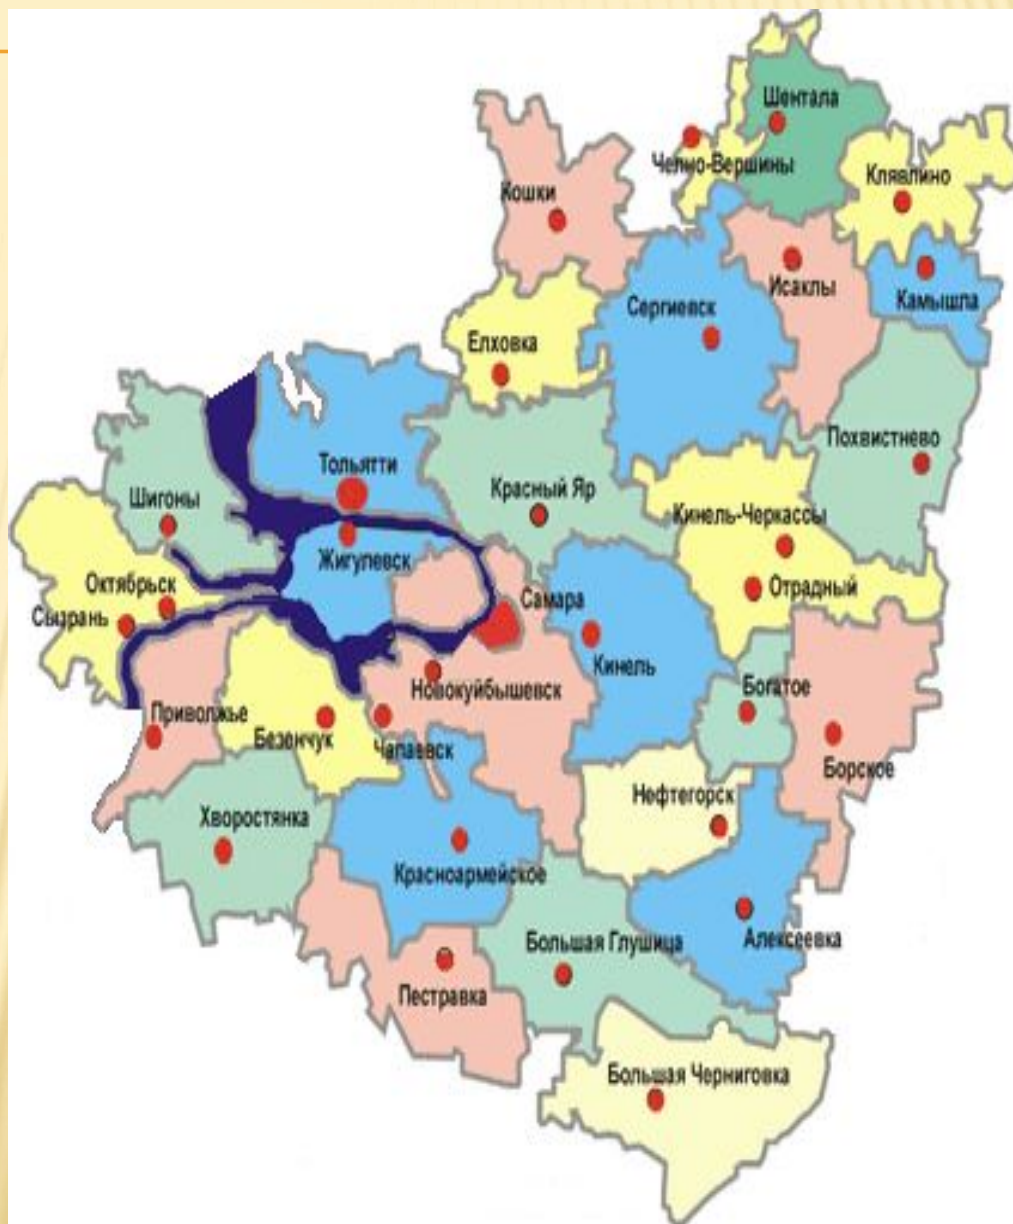 Шентала
Челно-Вершины
Клявлино
Кошки
Исаклы
Камышла
Сергиевск
Елховка
Похвистнево
Тольятти
Красный Яр
Шигоны
Кинель-Черкассы
Жигулевск
Октябрьск
Отрадный
Сызрань
Самара
Кинель
Новокуйбышевск
Богатое
Приволжье
Безенчук
Чапаевск
Борское
Нефтегорск
Хворостянка
Красноармейское
Большая Глушица
Алексеевка
Пестравка
Большая Черниговка